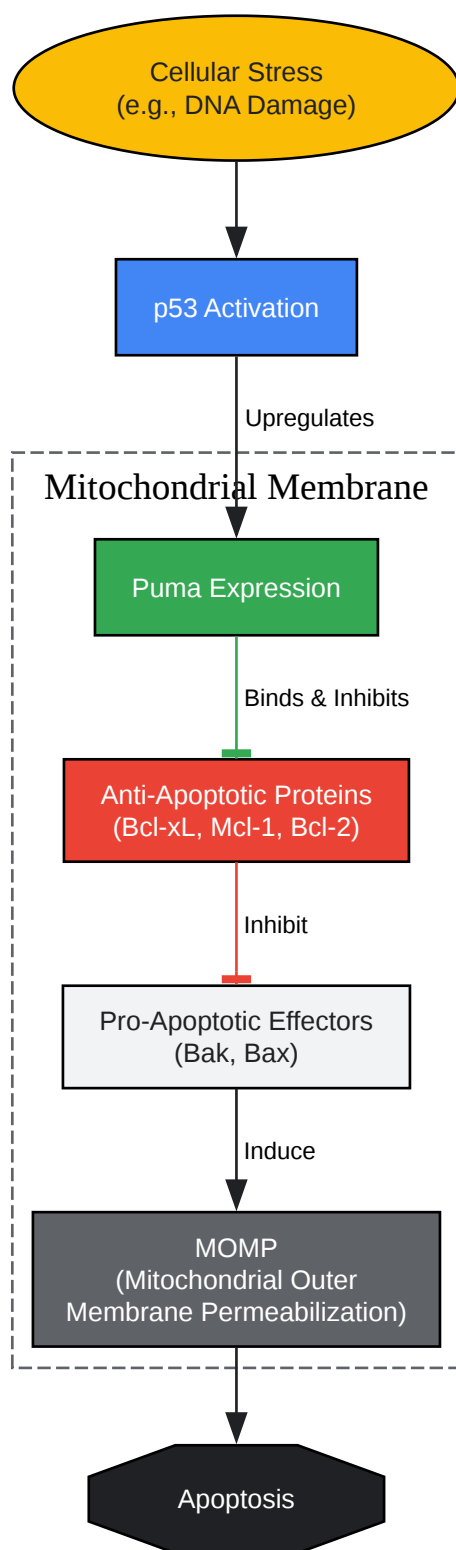 Cellular Stress
(e.g., DNA Damage)
p53 Activation
Upregulates
Mitochondrial Membrane
Puma Expression
Binds & Inhibits
Anti-Apoptotic Proteins
(Bcl-xL, Mcl-1, Bcl-2)
Inhibit
Pro-Apoptotic Effectors
(Bak, Bax)
Induce
MOMP
(Mitochondrial Outer
Membrane Permeabilization)
Apoptosis